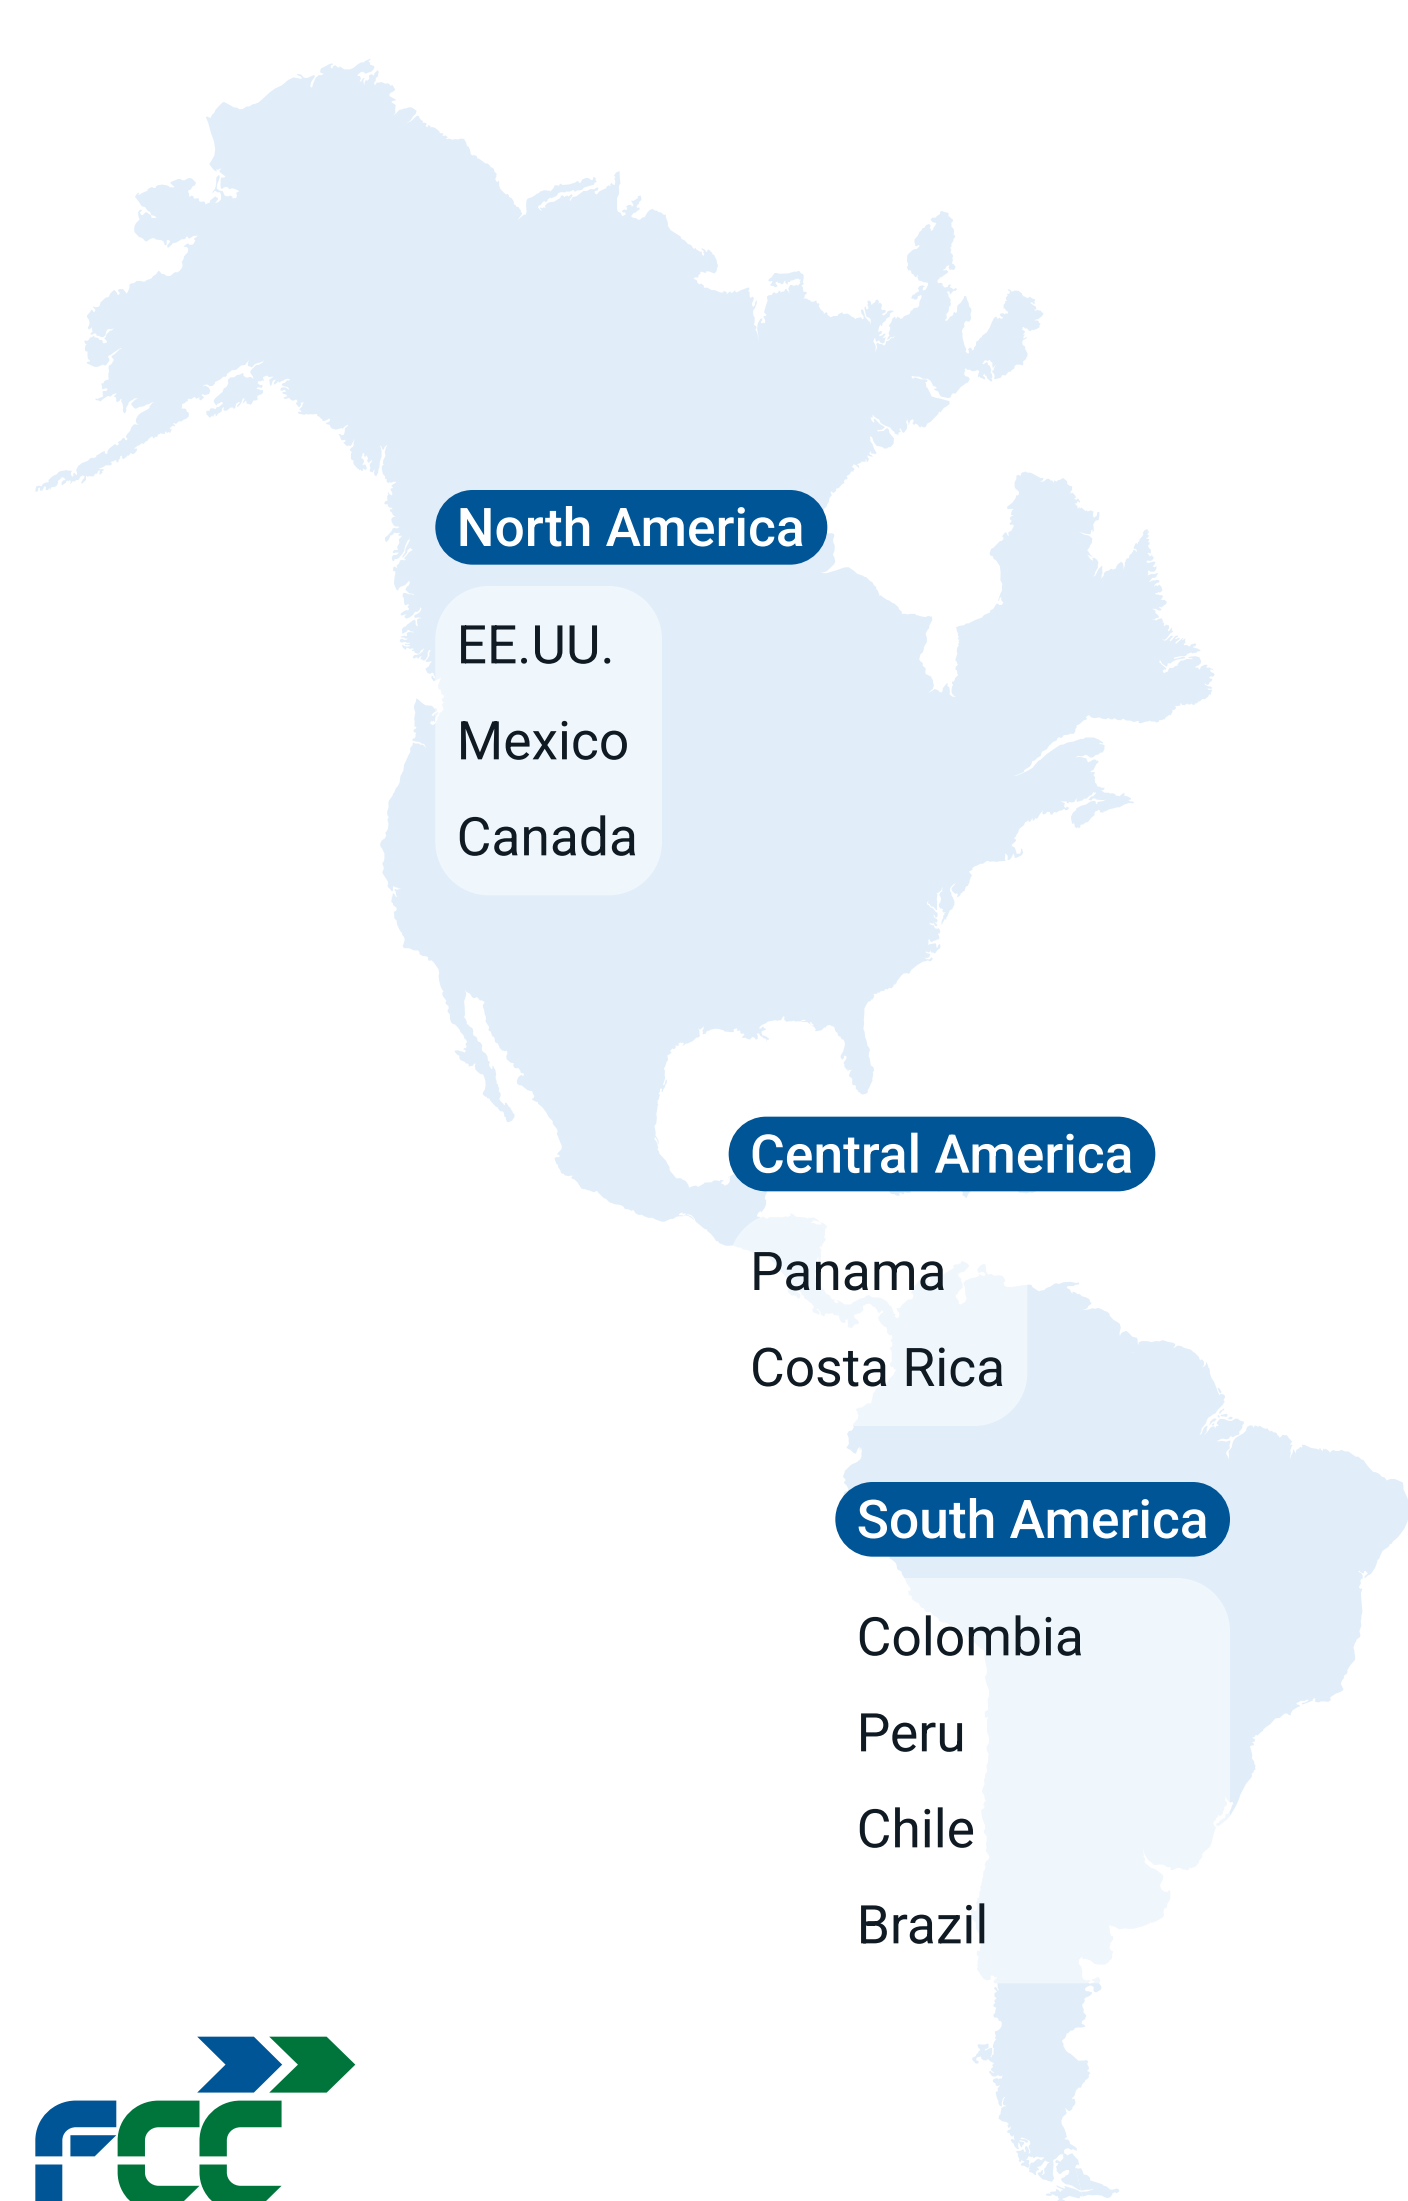 North America
EE.UU.
Mexico
Canada
Central America
Panama
Costa Rica
South America
Colombia
Peru
Chile
Brazil
FCC